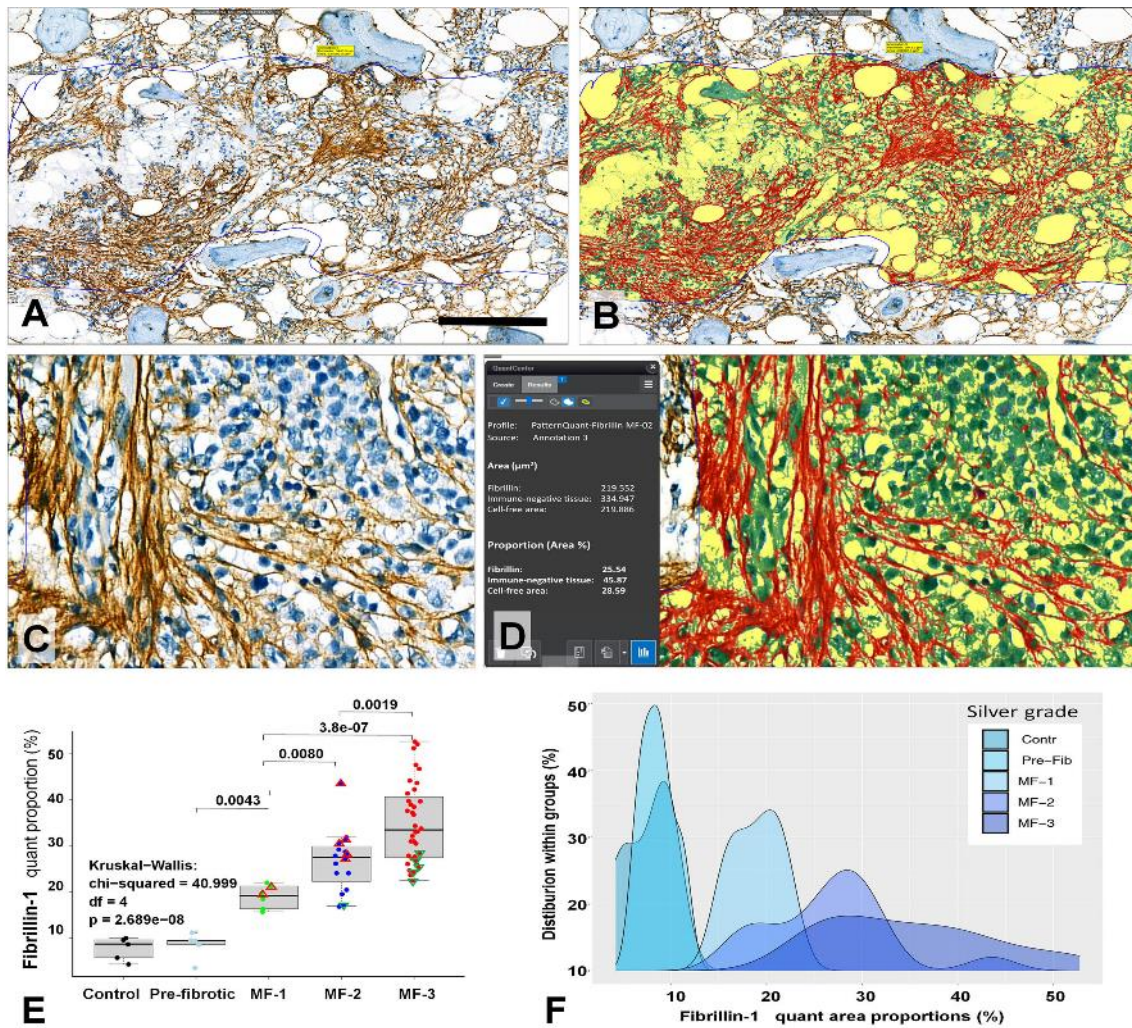 A
B
C
QuantCenter
Create Results
Profile: PatternQuant-Fibrillin MF-02
Source: Annotation 3
Area (µm²)
Fibrillin: 219.552
Immune-negative tissue: 334.947
Cell-free area: 219.886
Proportion (Area %)
Fibrillin: 25.54
Immune-negative tissue: 45.87
Cell-free area: 28.59
D
Fibrillin-1 quant proportion (%)
50
40
30
20
10
0.0019
3.8e-07
0.0080
0.0043
Kruskal-Wallis:
chi-squared = 40.999
df = 4
p = 2.689e-08
Control Pre-fibrotic MF-1 MF-2 MF-3
E
Distiburion within groups (%)
50
40
30
20
10
Silver grade
Contr
Pre-Fib
MF-1
MF-2
MF-3
10 20 30 40 50
Fibrillin-1 quant area proportions (%)
F